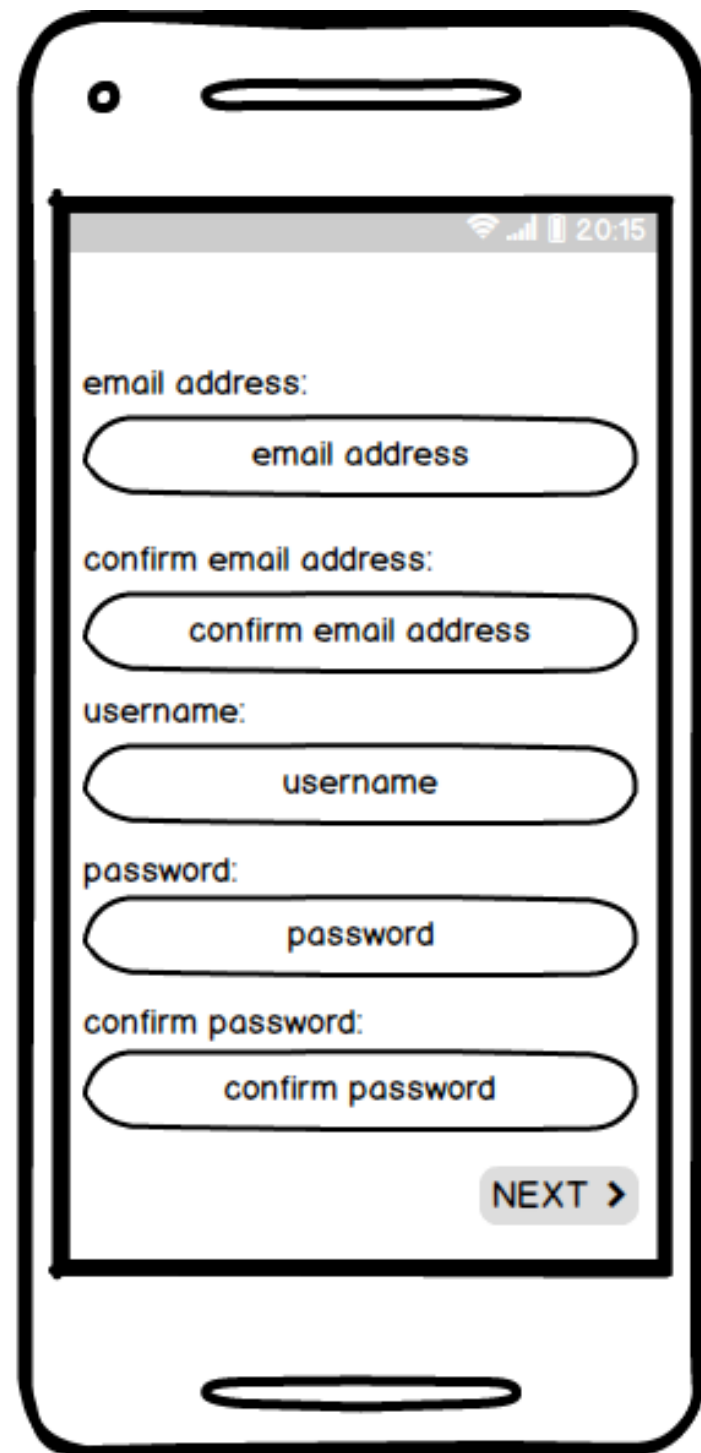 20:15
email address:
email address
confirm email address:
confirm email address
username:
username
password:
password
confirm password:
confirm password
NEXT >